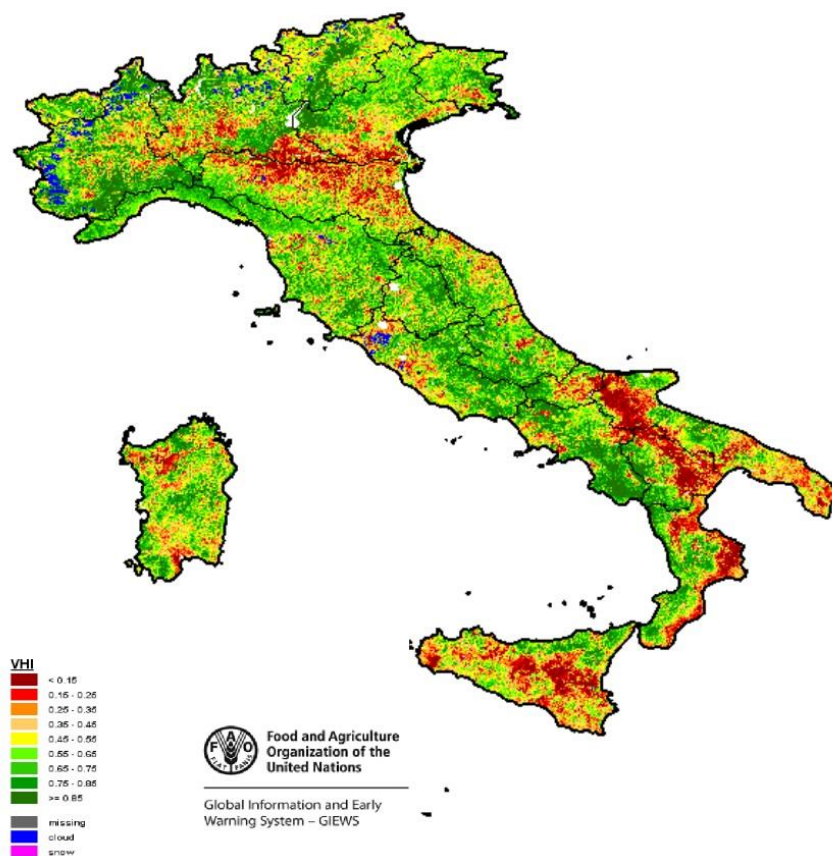 VHI
< 0.15
0.15 - 0.25
0.25 - 0.35
0.35 - 0.45
0.45 - 0.55
0.55 - 0.65
0.65 - 0.75
0.75 - 0.85
>= 0.85
missing
cloud
snow
F A O
FIAT PANIS
Food and Agriculture
Organization of the
United Nations
Global Information and Early
Warning System – GIEWS